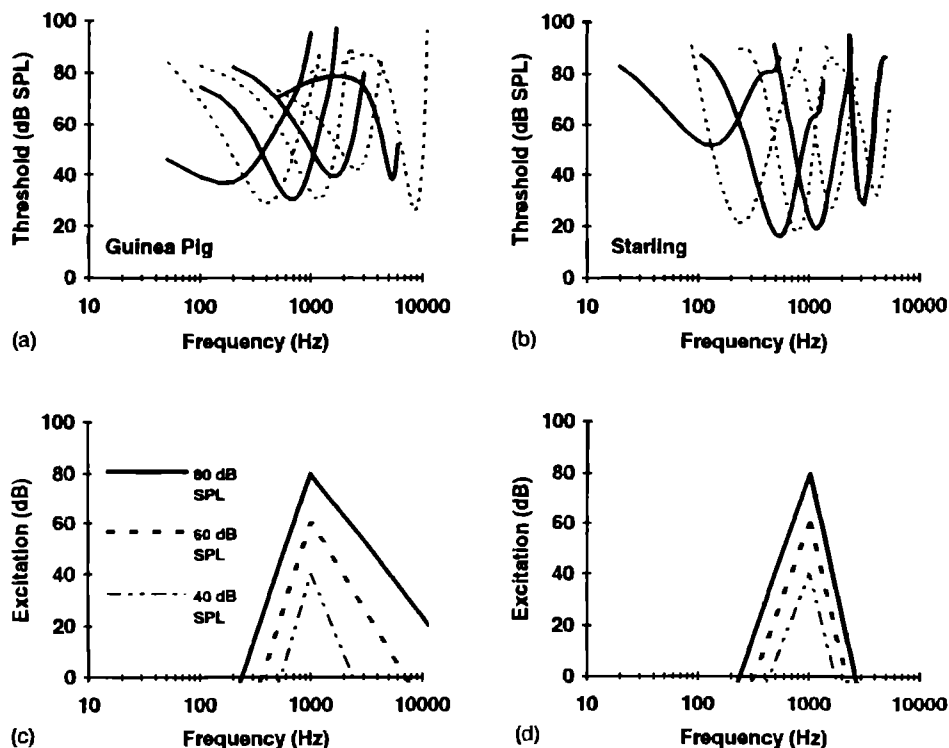 100
80
60
40
20
0
Threshold (dB SPL)
Guinea Pig
10 100 1000 10000
Frequency (Hz)
(a)
100
80
60
40
20
0
Threshold (dB SPL)
Starling
10 100 1000 10000
Frequency (Hz)
(b)
100
80
60
40
20
0
Excitation (dB)
80 dB
SPL
60 dB
SPL
40 dB
SPL
10 100 1000 10000
Frequency (Hz)
(c)
100
80
60
40
20
0
Excitation (dB)
10 100 1000 10000
Frequency (Hz)
(d)